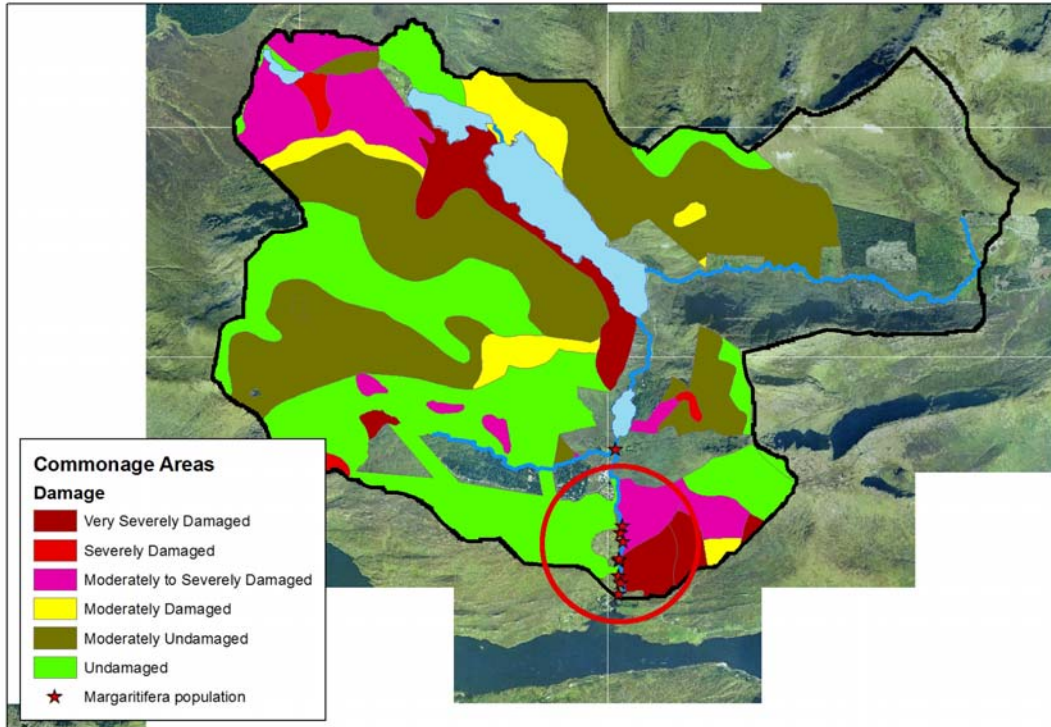 Commonage Areas
Damage
Very Severely Damaged
Severely Damaged
Moderately to Severely Damaged
Moderately Damaged
Moderately Undamaged
Undamaged
Margaritifera population